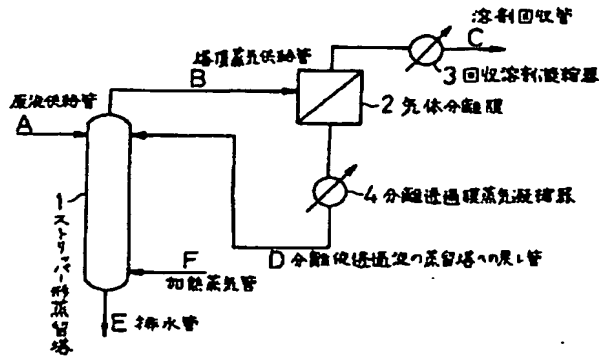 溶剤回収管
C
3 回収溶剤凝縮器
塔頂蒸気供給管
B
2 気体分離膜
原液供給管
A
4 分離透過膜蒸気凝縮器
1 ストリッパー形蒸留塔
D 分離後透過液の蒸留塔への戻し管
F
加熱蒸気管
E 排水管